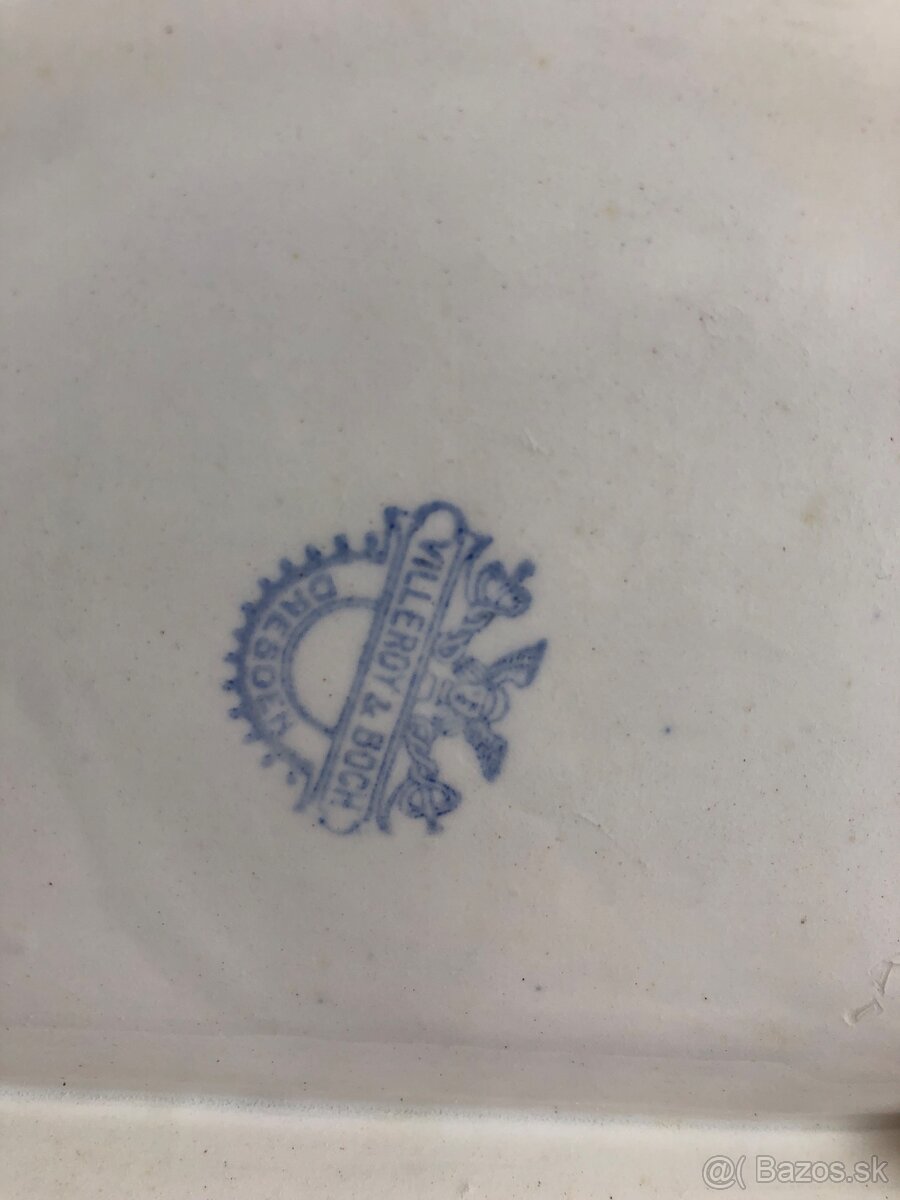 VILLEROY & BOCH
DRESDEN
@( Bazos.sk